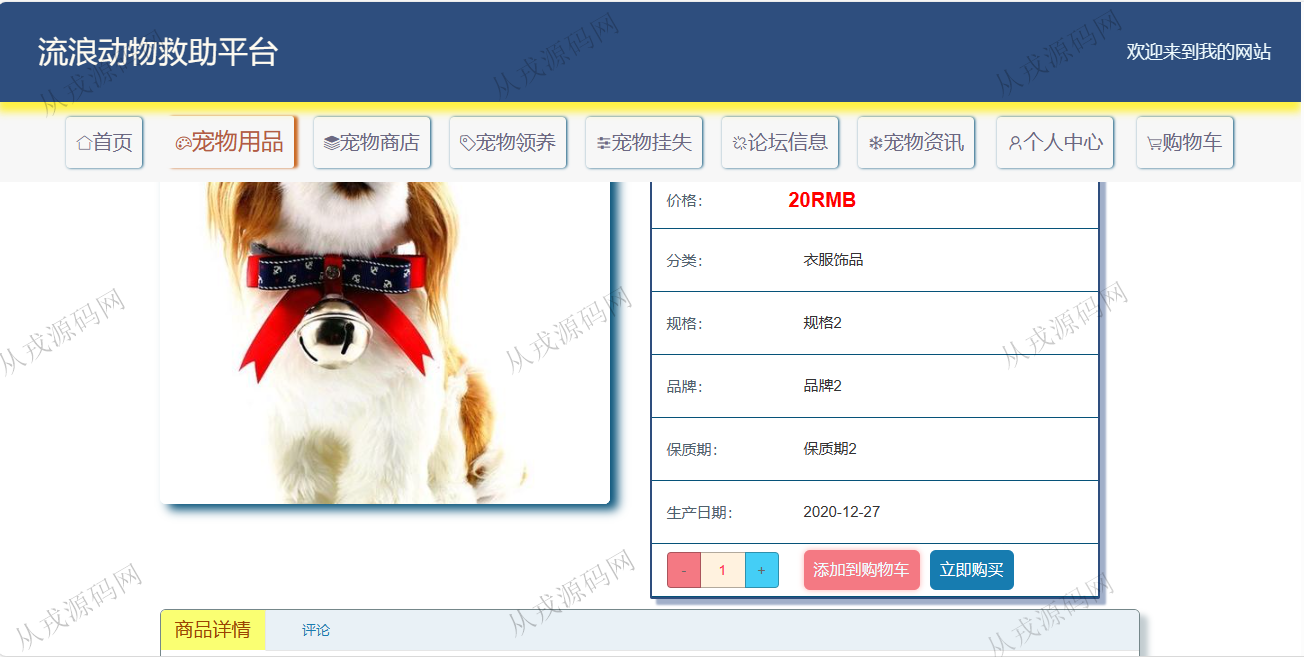 流浪动物救助平台
欢迎来到我的网站
首页 宠物用品 宠物商店 宠物领养 宠物挂失 论坛信息 宠物资讯 个人中心 购物车
价格: 20RMB
分类: 衣服饰品
规格: 规格2
品牌: 品牌2
保质期: 保质期2
生产日期: 2020-12-27
- 1 + 添加到购物车 立即购买
商品详情 评论
从戎源码网
从戎源码网
从戎源码网
从戎源码网
从戎源码网
从戎源码网
从戎源码网
从戎源码网
从戎源码网